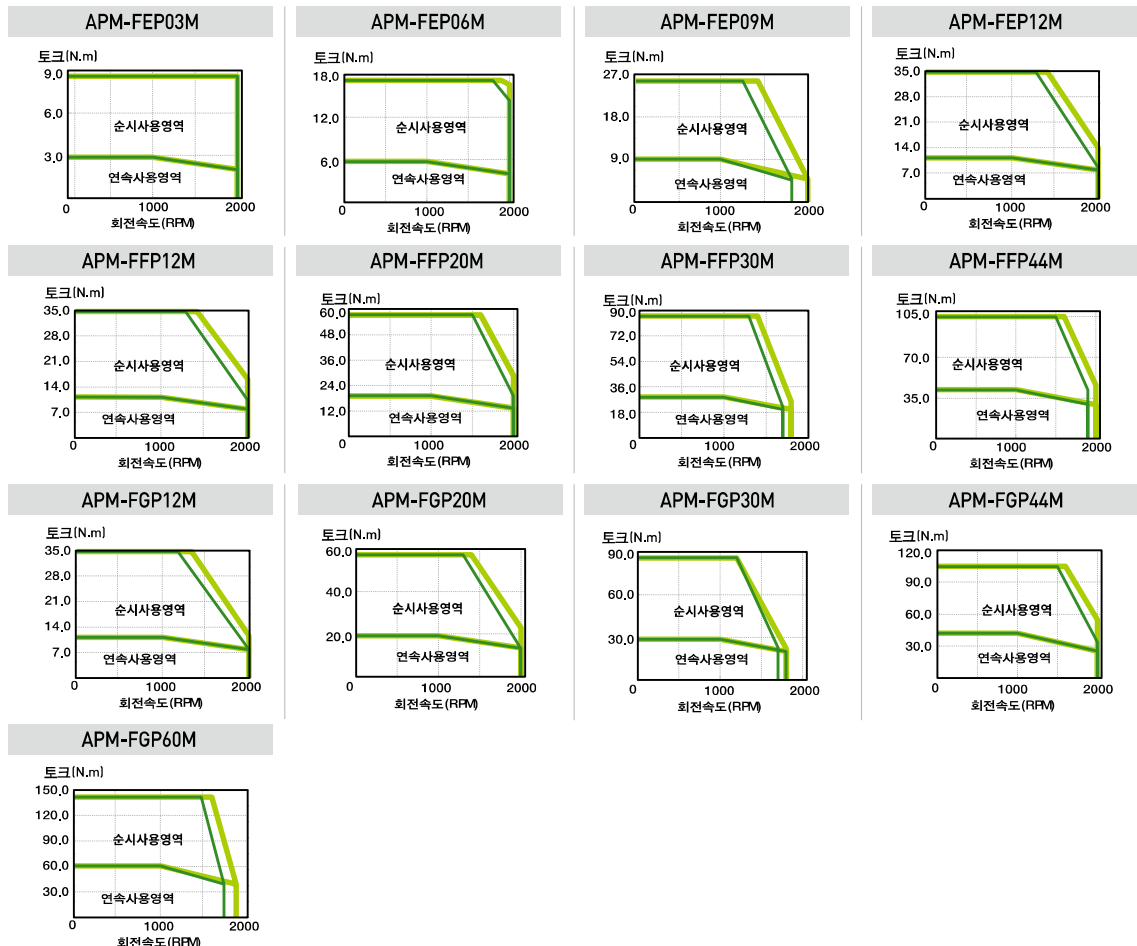 APM-FEP03M
토크(N.m)
9.0
6.0
3.0
순시사용영역
연속사용영역
0 1000 2000
회전속도(RPM)
APM-FEP06M
토크(N.m)
18.0
12.0
6.0
순시사용영역
연속사용영역
0 1000 2000
회전속도(RPM)
APM-FEP09M
토크(N.m)
27.0
18.0
9.0
순시사용영역
연속사용영역
0 1000 2000
회전속도(RPM)
APM-FEP12M
토크(N.m)
35.0
28.0
21.0
14.0
7.0
순시사용영역
연속사용영역
0 1000 2000
회전속도(RPM)
APM-FFP12M
토크(N.m)
35.0
28.0
21.0
14.0
7.0
순시사용영역
연속사용영역
0 1000 2000
회전속도(RPM)
APM-FFP20M
토크(N.m)
60.0
48.0
36.0
24.0
12.0
순시사용영역
연속사용영역
0 1000 2000
회전속도(RPM)
APM-FFP30M
토크(N.m)
90.0
72.0
54.0
36.0
18.0
순시사용영역
연속사용영역
0 1000 2000
회전속도(RPM)
APM-FFP44M
토크(N.m)
105.0
70.0
35.0
순시사용영역
연속사용영역
0 1000 2000
회전속도(RPM)
APM-FGP12M
토크(N.m)
35.0
28.0
21.0
14.0
7.0
순시사용영역
연속사용영역
0 1000 2000
회전속도(RPM)
APM-FGP20M
토크(N.m)
60.0
40.0
20.0
순시사용영역
연속사용영역
0 1000 2000
회전속도(RPM)
APM-FGP30M
토크(N.m)
90.0
60.0
30.0
순시사용영역
연속사용영역
0 1000 2000
회전속도(RPM)
APM-FGP44M
토크(N.m)
120.0
90.0
60.0
30.0
순시사용영역
연속사용영역
0 1000 2000
회전속도(RPM)
APM-FGP60M
토크(N.m)
150.0
120.0
90.0
60.0
30.0
순시사용영역
연속사용영역
0 1000 2000
회전속도(RPM)